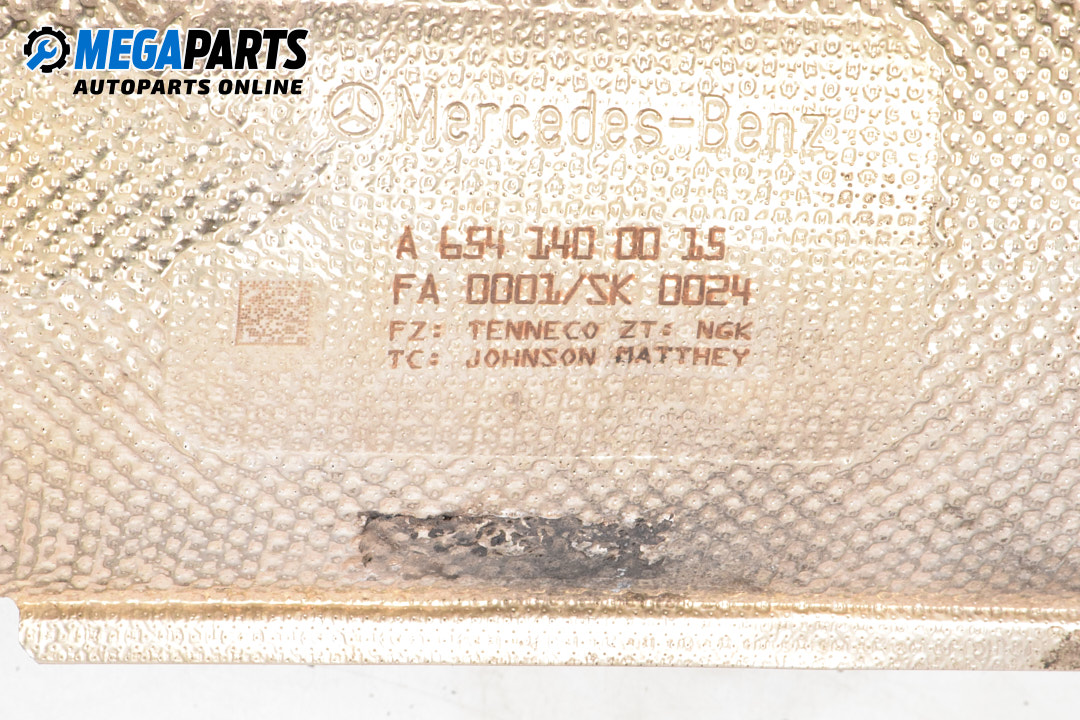 MEGAPARTS
AUTOPARTS ONLINE
Mercedes-Benz
A 654 140 00 15
FA 0001/SK 0024
FZ: TENNECO ZT: NGK
TC: JOHNSON MATTHEY